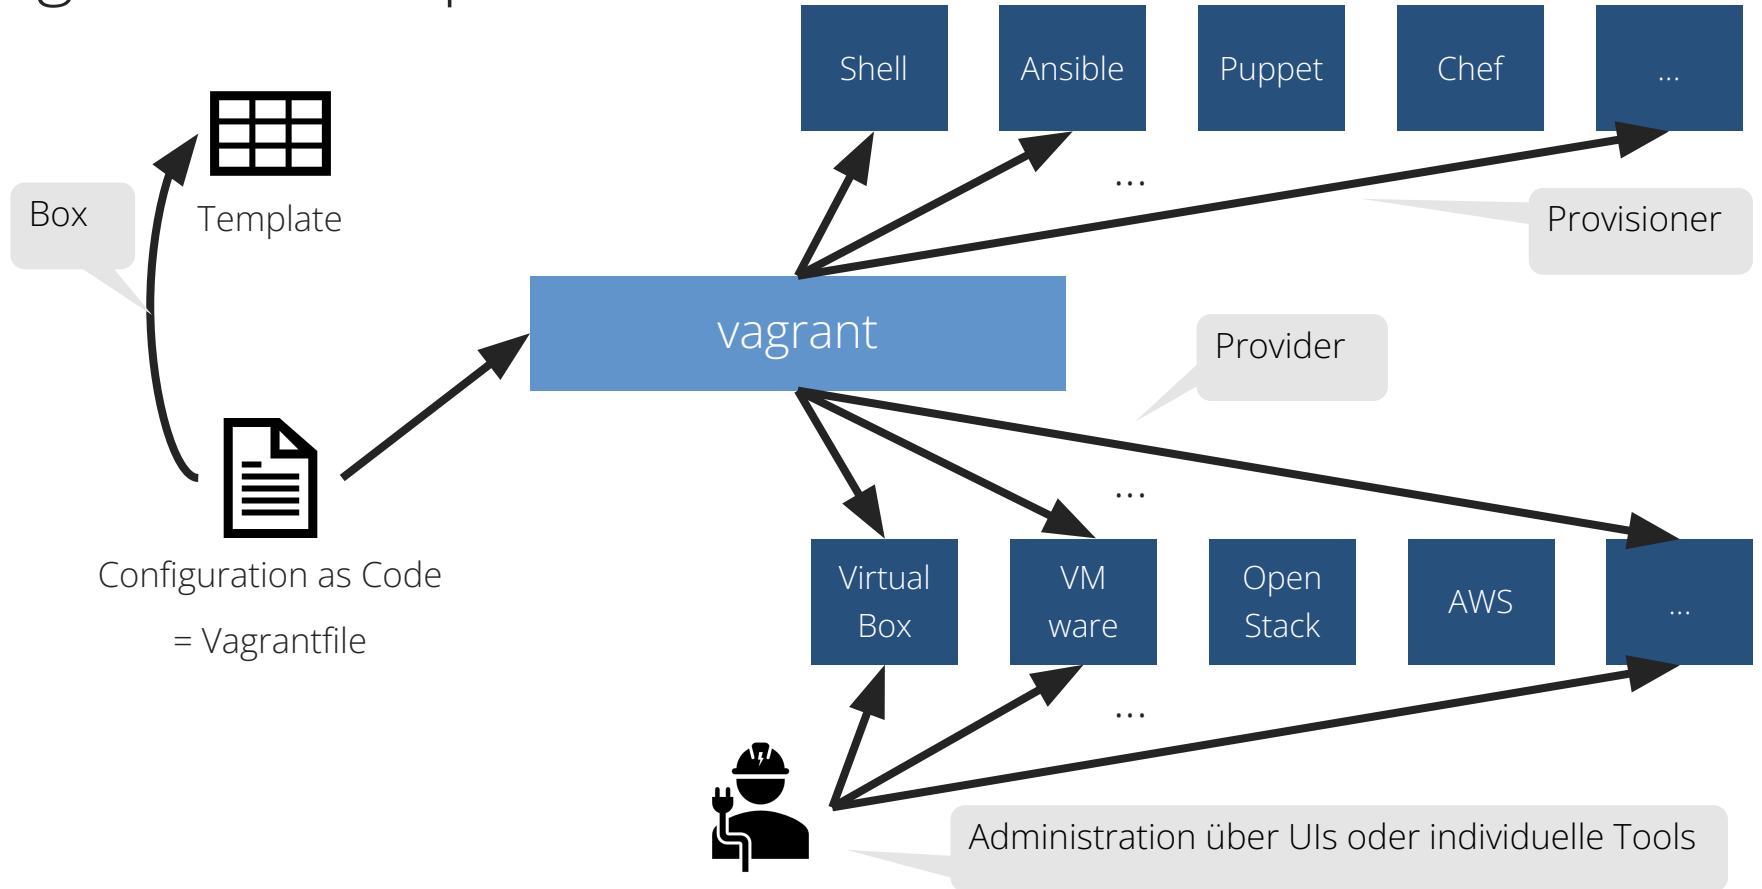 Shell
Ansible
Puppet
Chef
...
Box
Template
...
Provisioner
vagrant
Provider
...
Configuration as Code
= Vagrantfile
Virtual
Box
VM
ware
Open
Stack
AWS
...
...
Administration über UIs oder individuelle Tools